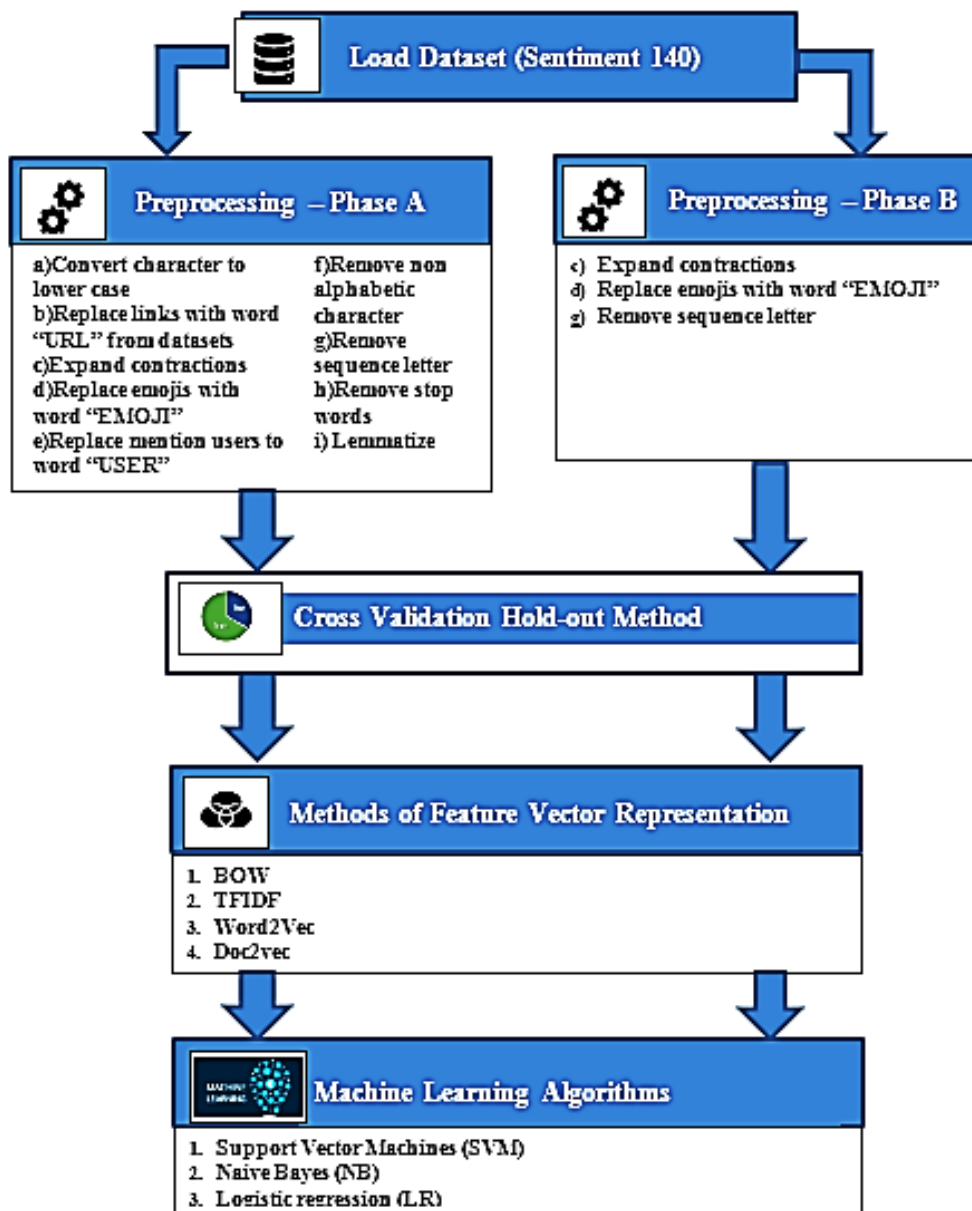 Load Dataset (Sentiment 140)
Preprocessing – Phase A
a)Convert character to
lower case
b)Replace links with word
“URL” from datasets
c)Expand contractions
d)Replace emojis with
word “EMOJI”
e)Replace mention users to
word “USER”
f)Remove non
alphabetic
character
g)Remove
sequence letter
h)Remove stop
words
i) Lemmatize
Preprocessing – Phase B
c) Expand contractions
d) Replace emojis with word “EMOJI”
g) Remove sequence letter
Cross Validation Hold-out Method
Methods of Feature Vector Representation
1. BOW
2. TFIDF
3. Word2Vec
4. Doc2vec
MACHINE
LEARNING
Machine Learning Algorithms
1. Support Vector Machines (SVM)
2. Naive Bayes (NB)
3. Logistic regression (LR)